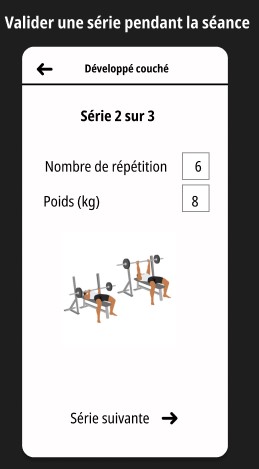 Valider une série pendant la séance
Développé couché
Série 2 sur 3
Nombre de répétition 6
Poids (kg) 8
Série suivante